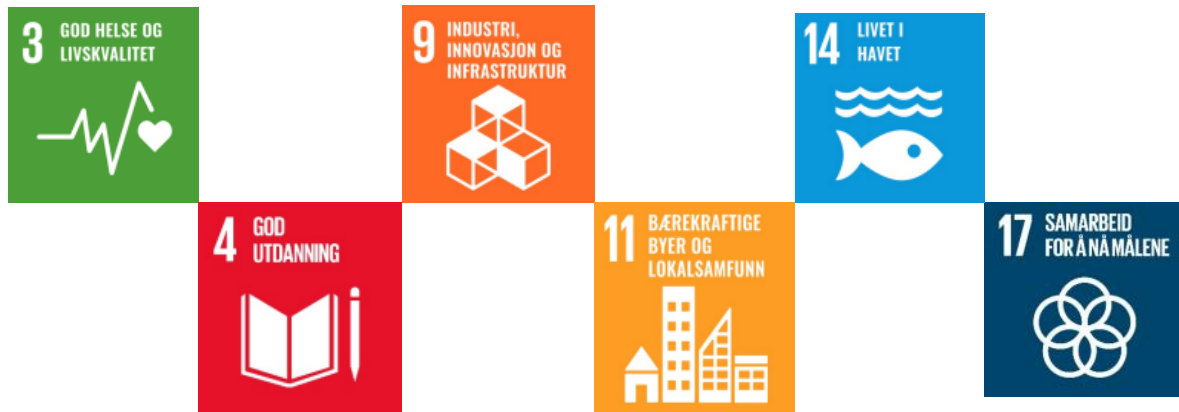 3 GOD HELSE OG
LIVSKVALITET
4 GOD
UTDANNING
9 INDUSTRI,
INNOVASJON OG
INFRASTRUKTUR
11 BÆREKRAFTIGE
BYER OG
LOKALSAMFUNN
14 LIVET I
HAVET
17 SAMARBEID
FOR Å NÅ MÅLENE